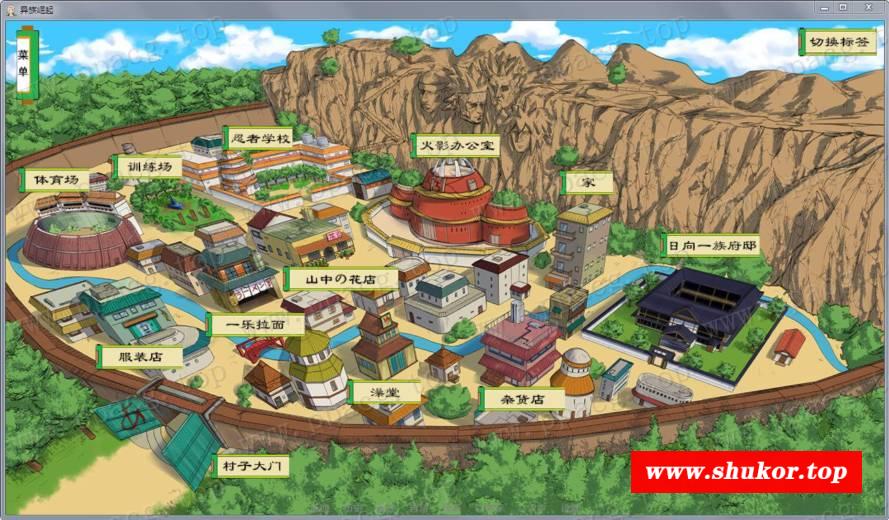 异族崛起
菜单
切换标签
忍者学校
火影办公室
训练场
体育场
家
日向一族府邸
山中の花店
一乐拉面
服装店
澡堂
杂货店
村子大门
あ
www.shukor.top